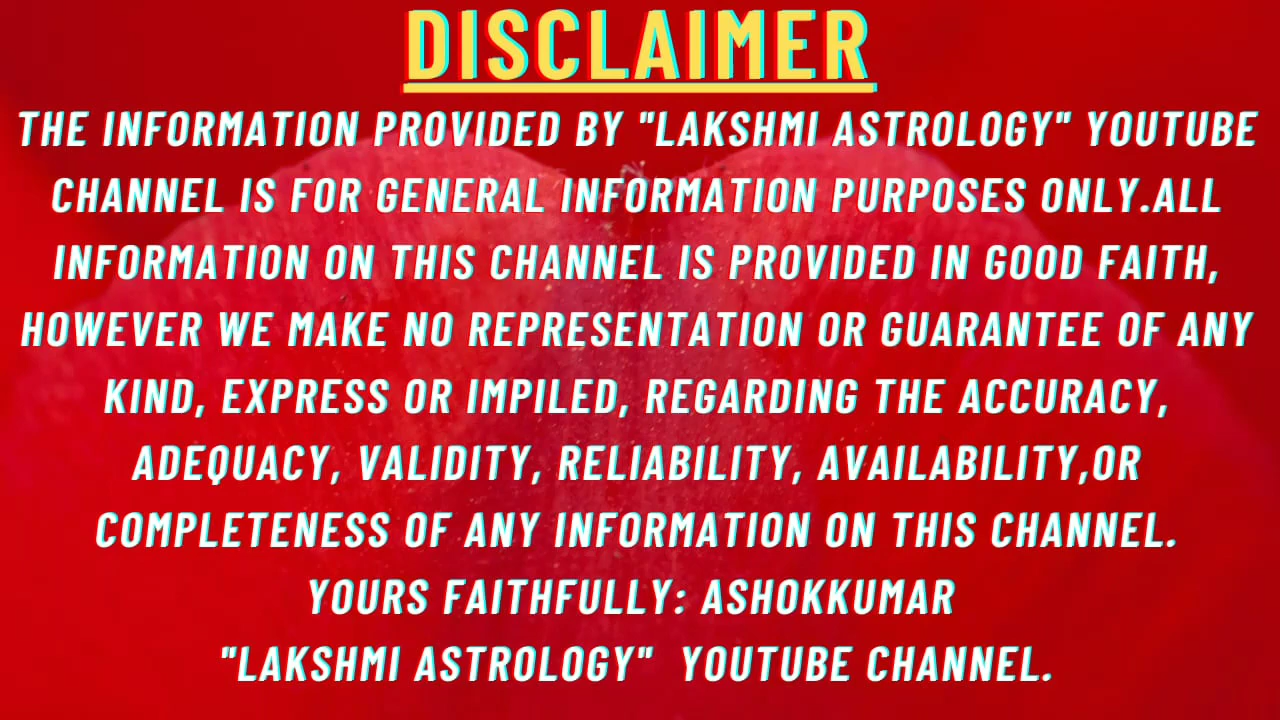 DISCLAIMER
THE INFORMATION PROVIDED BY "LAKSHMI ASTROLOGY" YOUTUBE
CHANNEL IS FOR GENERAL INFORMATION PURPOSES ONLY.ALL
INFORMATION ON THIS CHANNEL IS PROVIDED IN GOOD FAITH,
HOWEVER WE MAKE NO REPRESENTATION OR GUARANTEE OF ANY
KIND, EXPRESS OR IMPILED, REGARDING THE ACCURACY,
ADEQUACY, VALIDITY, RELIABILITY, AVAILABILITY,OR
COMPLETENESS OF ANY INFORMATION ON THIS CHANNEL.
YOURS FAITHFULLY: ASHOKKUMAR
"LAKSHMI ASTROLOGY" YOUTUBE CHANNEL.